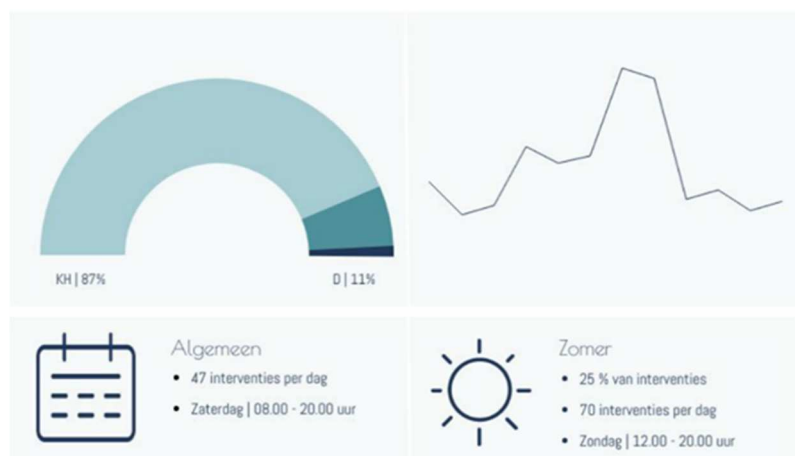 KH | 87%
D | 11%
Algemeen
• 47 interventies per dag
• Zaterdag | 08.00 - 20.00 uur
Zomer
• 25 % van interventies
• 70 interventies per dag
• Zondag | 12.00 - 20.00 uur